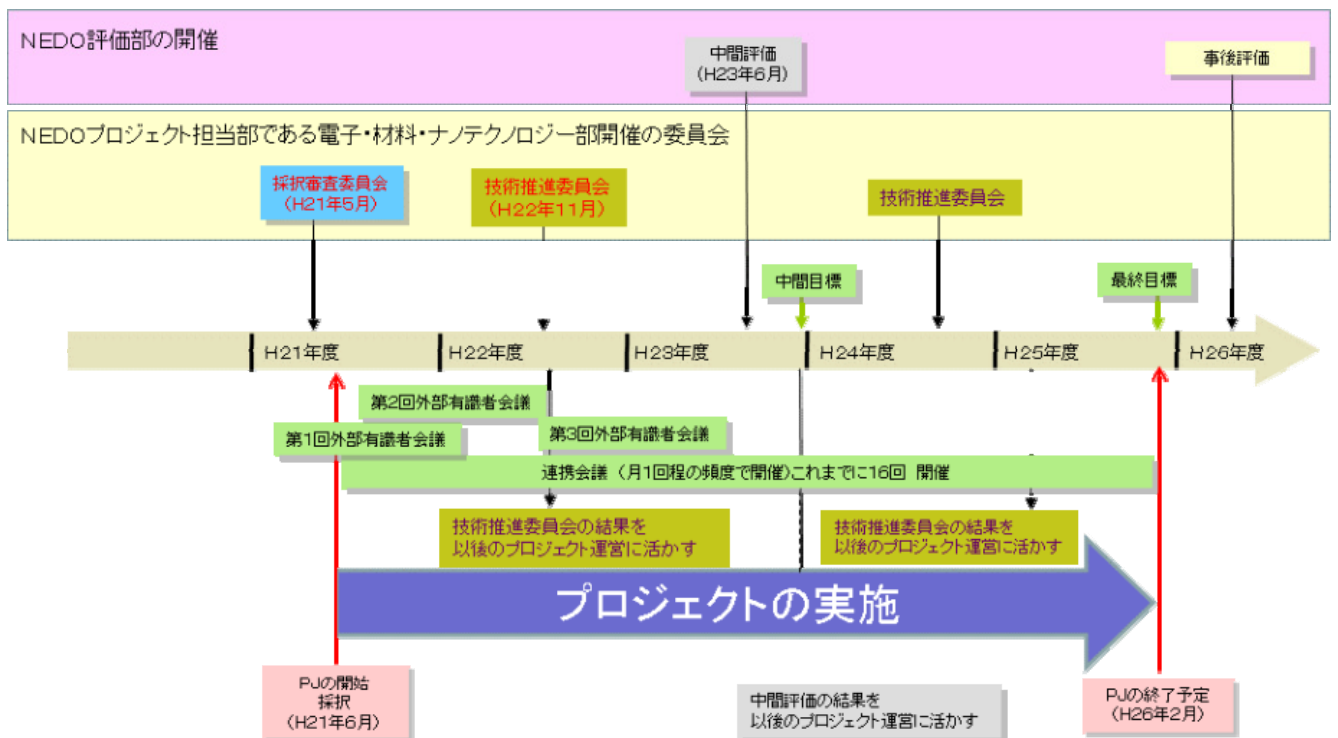 NEDO評価部の開催
中間評価
(H23年6月)
事後評価
NEDOプロジェクト担当部である電子・材料・ナノテクノロジー部開催の委員会
採択審査委員会
(H21年5月)
技術推進委員会
(H22年11月)
技術推進委員会
中間目標
最終目標
H21年度
H22年度
H23年度
H24年度
H25年度
H26年度
第2回外部有識者会議
第1回外部有識者会議
第3回外部有識者会議
連携会議 (月1回程の頻度で開催)これまでに16回 開催
技術推進委員会の結果を
以後のプロジェクト運営に活かす
技術推進委員会の結果を
以後のプロジェクト運営に活かす
プロジェクトの実施
PJの開始
採択
(H21年6月)
中間評価の結果を
以後のプロジェクト運営に活かす
PJの終了予定
(H26年2月)